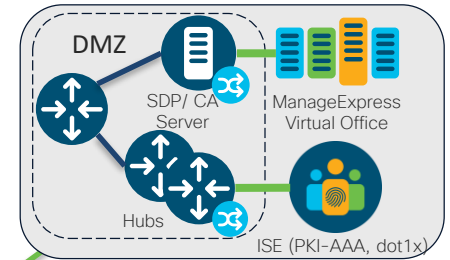 DMZ
SDP/ CA
Server
ManageExpress
Virtual Office
Hubs
ISE (PKI-AAA, dot1x)